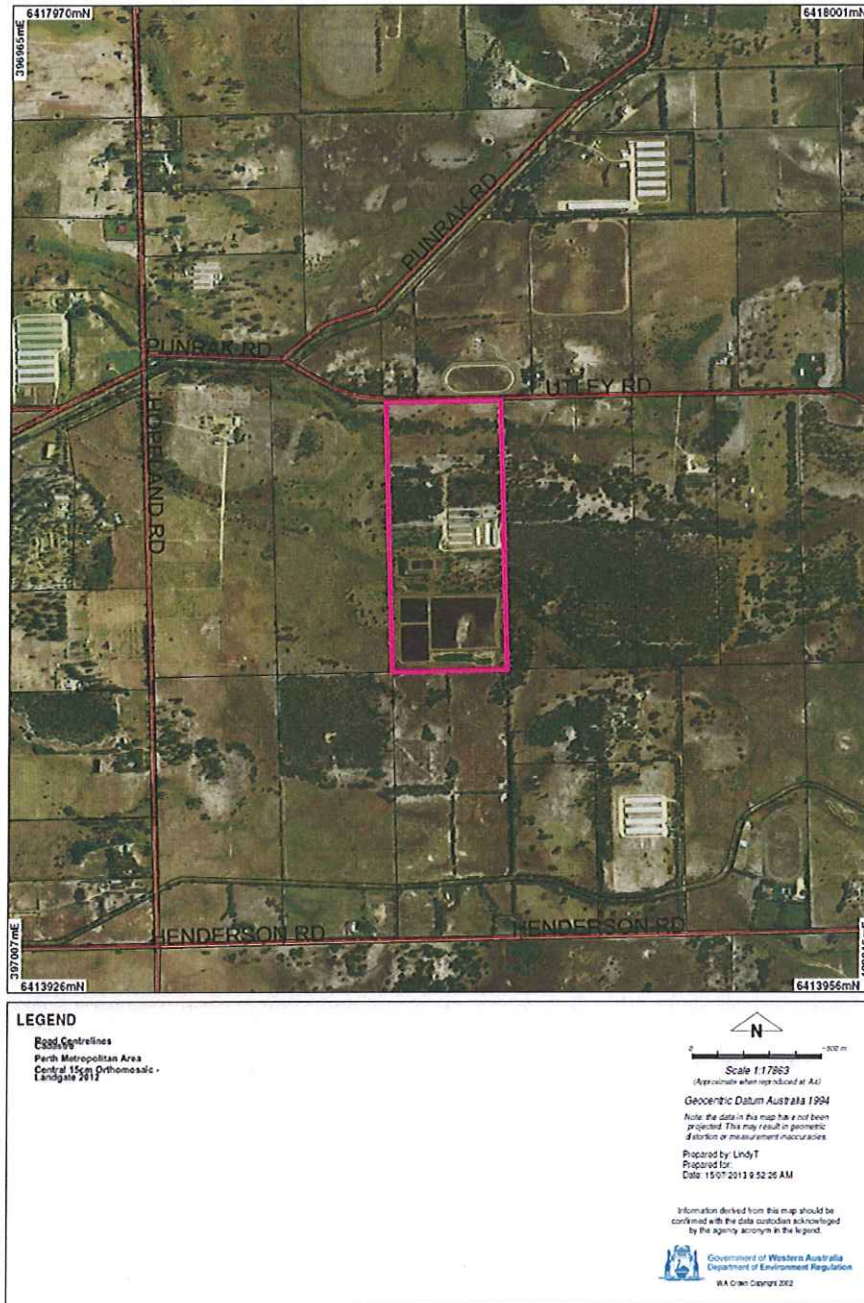 6417970mN
6418001mN
396965mE
PUNRAK RD
PUNRAK RD
UTLEY RD
HOPELAND RD
HENDERSON RD
HENDERSON RD
397007mE
6413926mN
6413956mN
LEGEND
Road Centrelines
Cadastre
Perth Metropolitan Area
Central 15cm Orthomosaic -
Landgate 2012
N
0
Scale 1:17863
(Approximate when reproduced at A4)
Geocentric Datum Australia 1994
Note: the data in this map have not been
projected. This may result in geometric
distortion or measurement inaccuracies.
Prepared by: LindyT
Prepared for:
Date: 15/07/2013 9:52:26 AM
Information derived from this map should be
confirmed with the data custodian acknowleged
by the agency acronym in the legend.
Government of Western Australia
Department of Environment Regulation
WA Crown Copyright 2002